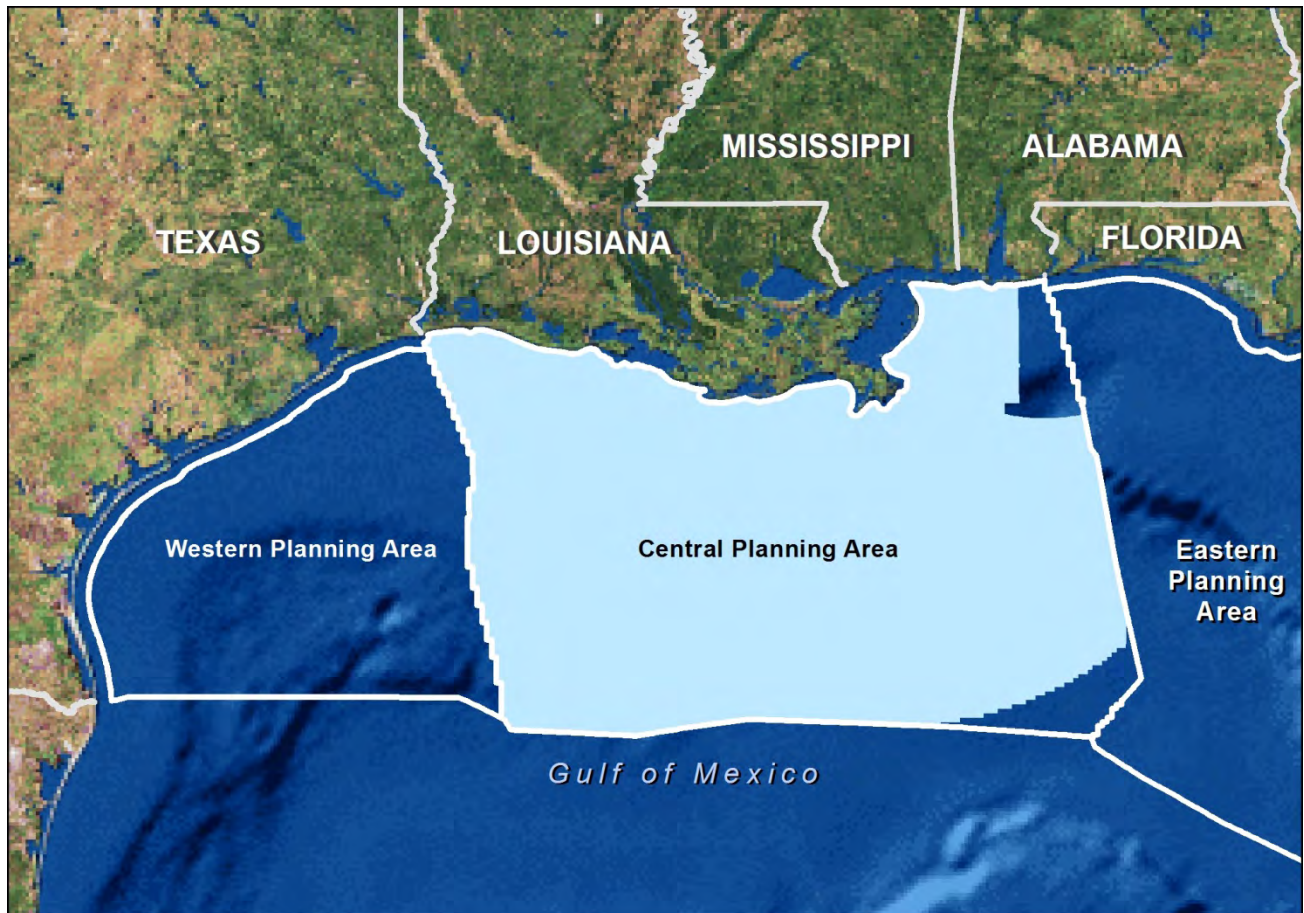 MISSISSIPPI
ALABAMA
TEXAS
LOUISIANA
FLORIDA
Western Planning Area
Central Planning Area
Eastern
Planning
Area
Gulf of Mexico